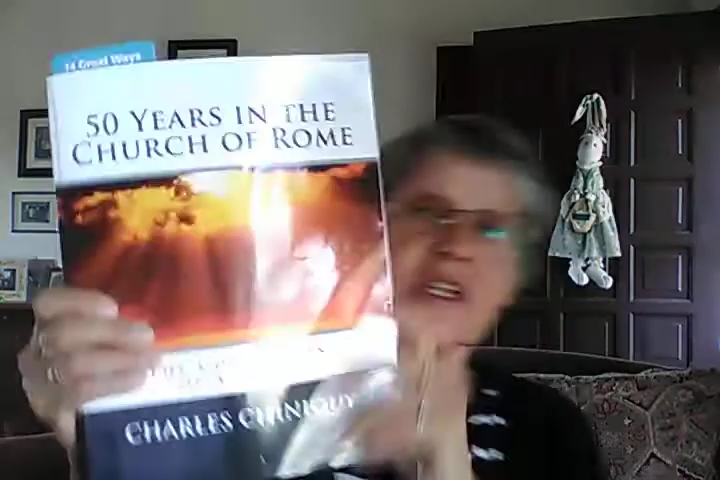 14 Great Ways
50 YEARS IN THE
CHURCH OF ROME
CHARLES CHINIQUY